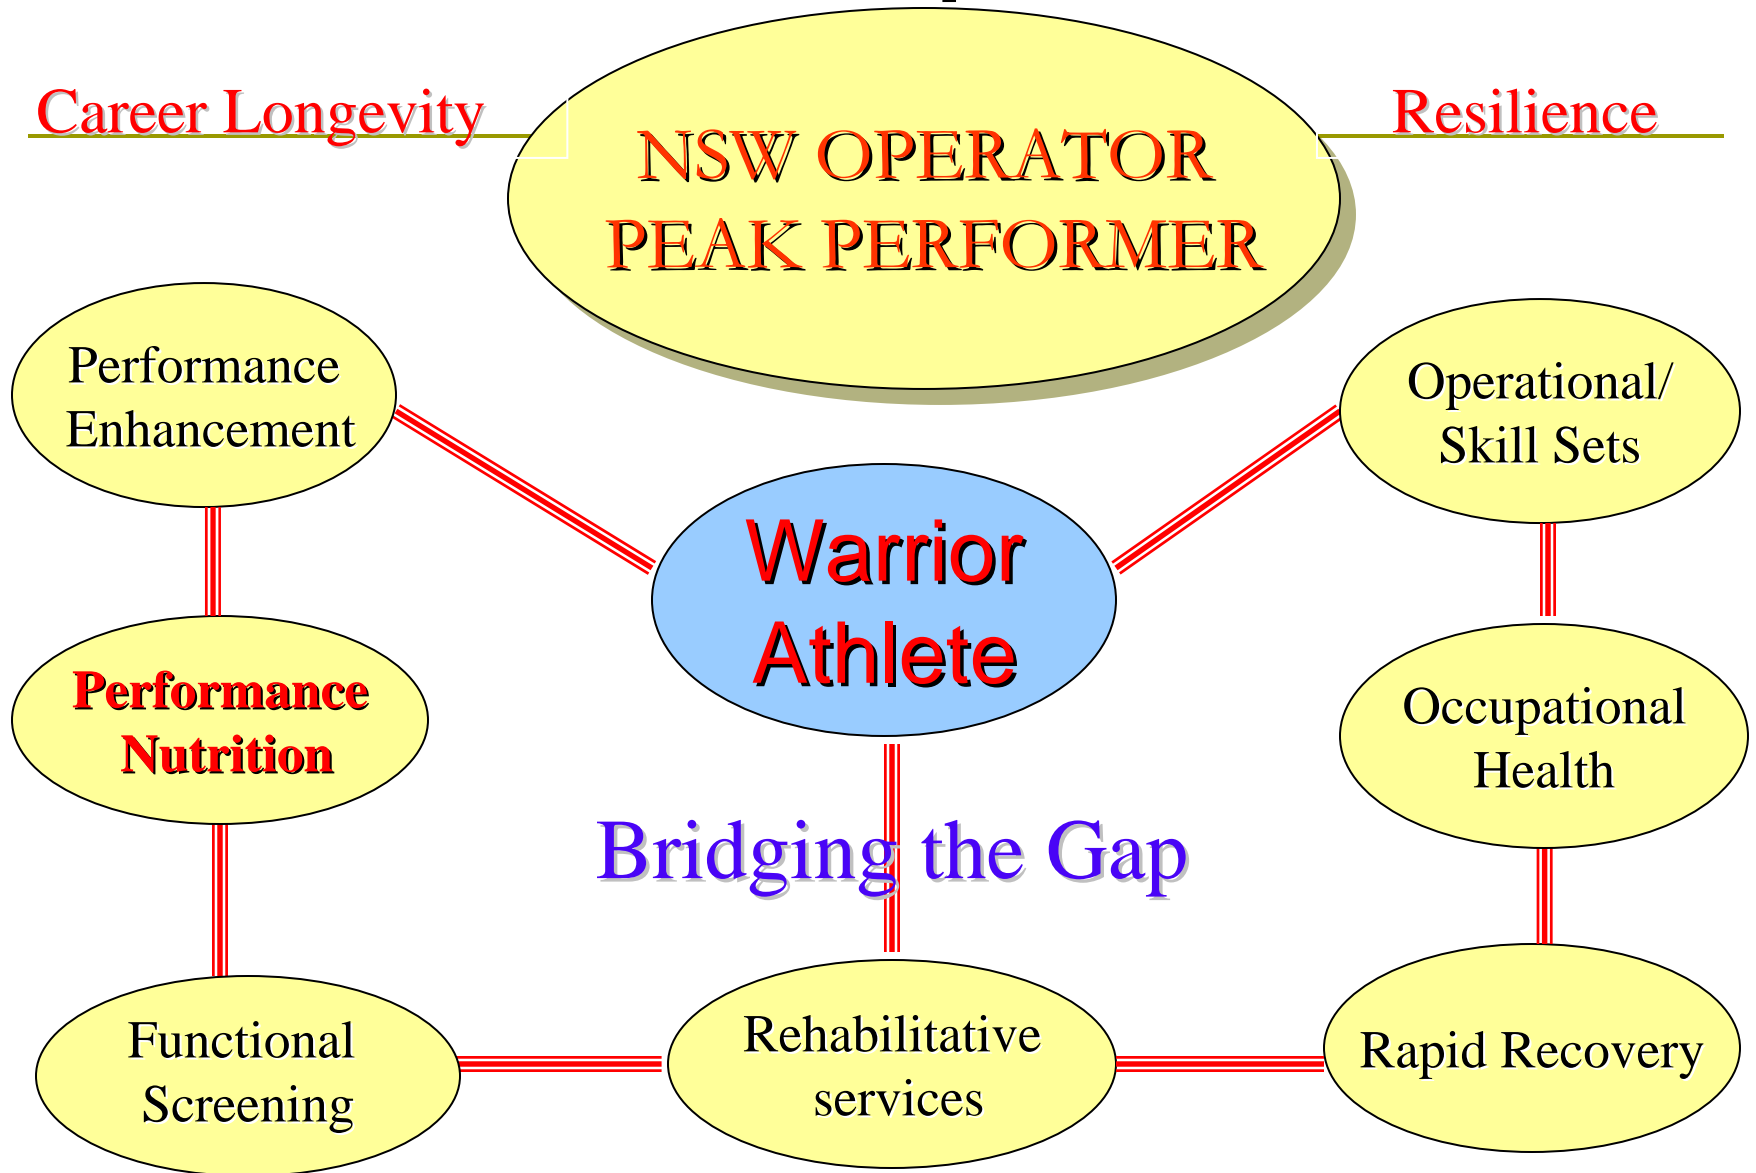 Career Longevity
Resilience
NSW OPERATOR
PEAK PERFORMER
Performance
Enhancement
Operational/
Skill Sets
Warrior
Athlete
Performance
Nutrition
Occupational
Health
Bridging the Gap
Functional
Screening
Rehabilitative
services
Rapid Recovery